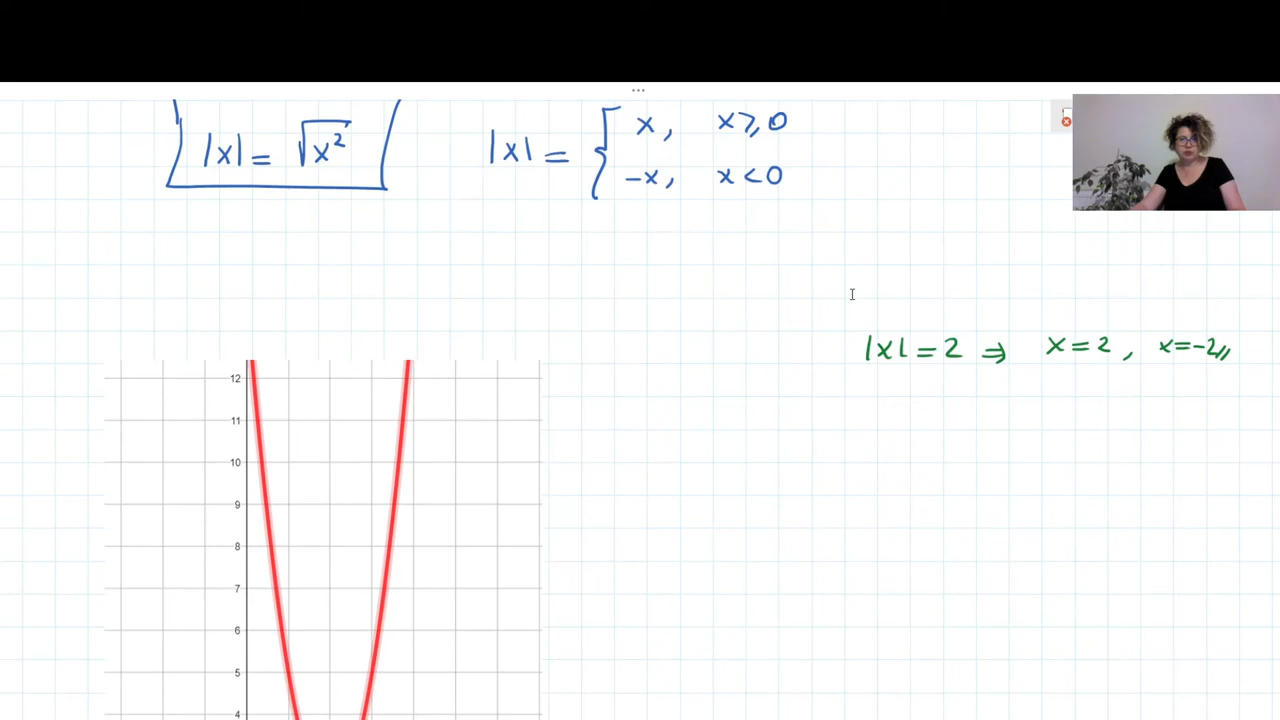 |x| = √x²
|x| = { x, x ≥ 0
-x, x < 0
|x| = 2 ⇒ x = 2 , x = -2//
12
11
10
9
8
7
6
5
4